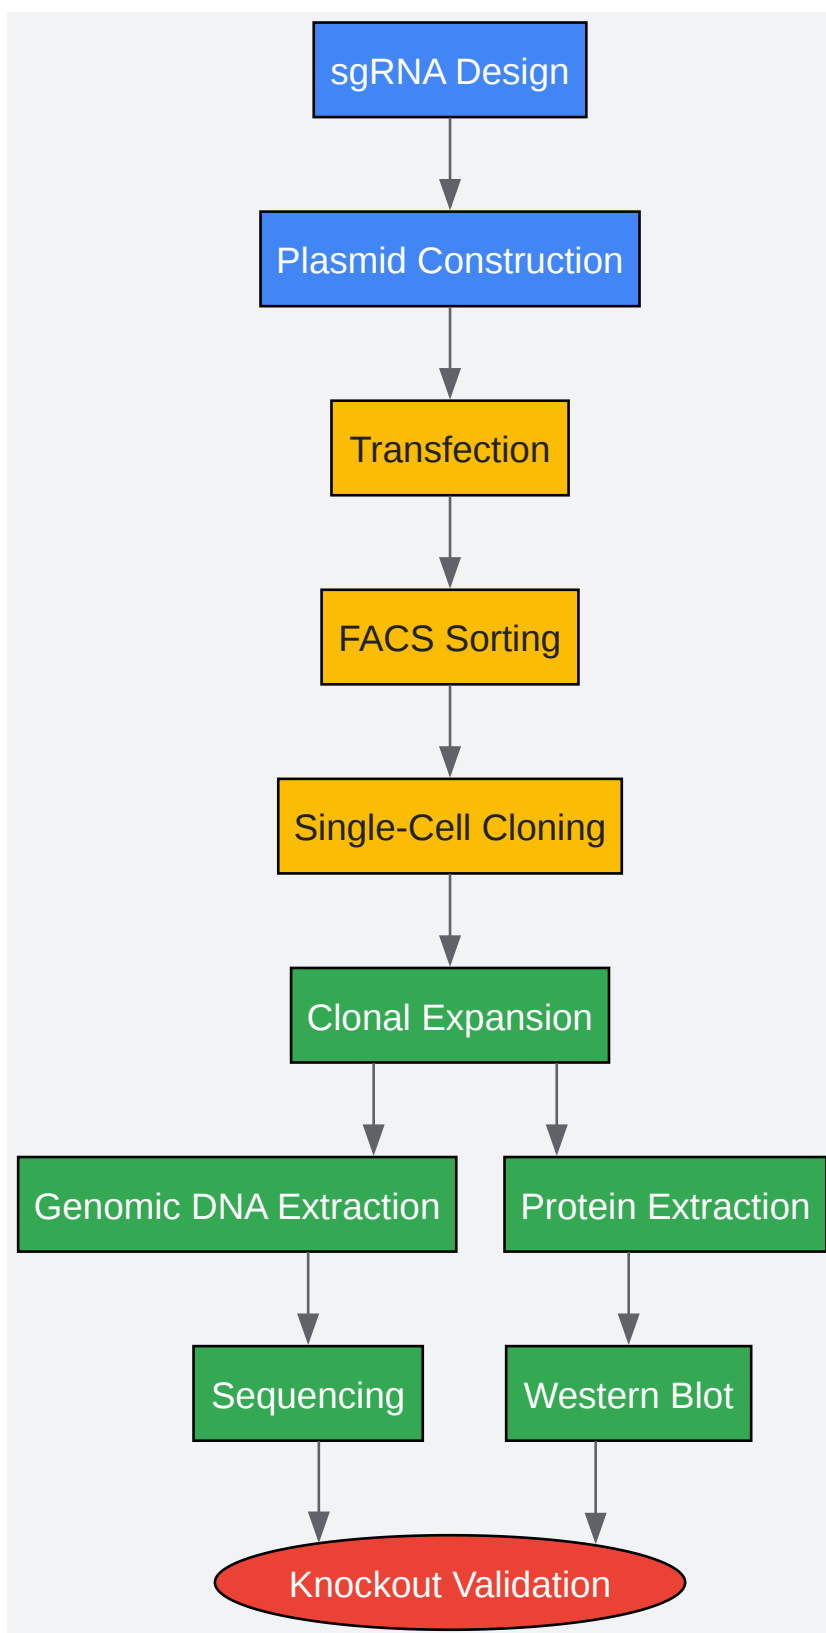 sgRNA Design
Plasmid Construction
Transfection
FACS Sorting
Single-Cell Cloning
Clonal Expansion
Genomic DNA Extraction
Protein Extraction
Sequencing
Western Blot
Knockout Validation